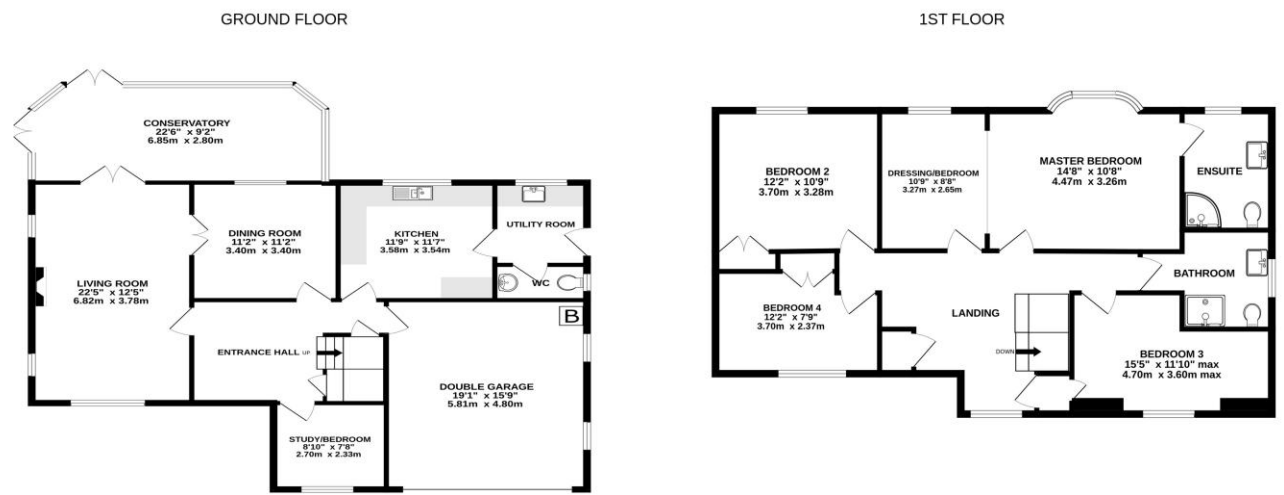 GROUND FLOOR
CONSERVATORY
22'6" x 9'2"
6.85m x 2.80m
DINING ROOM
11'2" x 11'2"
3.40m x 3.40m
KITCHEN
11'9" x 11'7"
3.58m x 3.54m
UTILITY ROOM
WC
LIVING ROOM
22'5" x 12'5"
6.82m x 3.78m
ENTRANCE HALL
UP
B
DOUBLE GARAGE
19'1" x 15'9"
5.81m x 4.80m
STUDY/BEDROOM
8'10" x 7'8"
2.70m x 2.33m
1ST FLOOR
BEDROOM 2
12'2" x 10'9"
3.70m x 3.28m
DRESSING/BEDROOM
10'9" x 8'8"
3.27m x 2.65m
MASTER BEDROOM
14'8" x 10'8"
4.47m x 3.26m
ENSUITE
BATHROOM
BEDROOM 4
12'2" x 7'9"
3.70m x 2.37m
LANDING
DOWN
BEDROOM 3
15'5" x 11'10" max
4.70m x 3.60m max